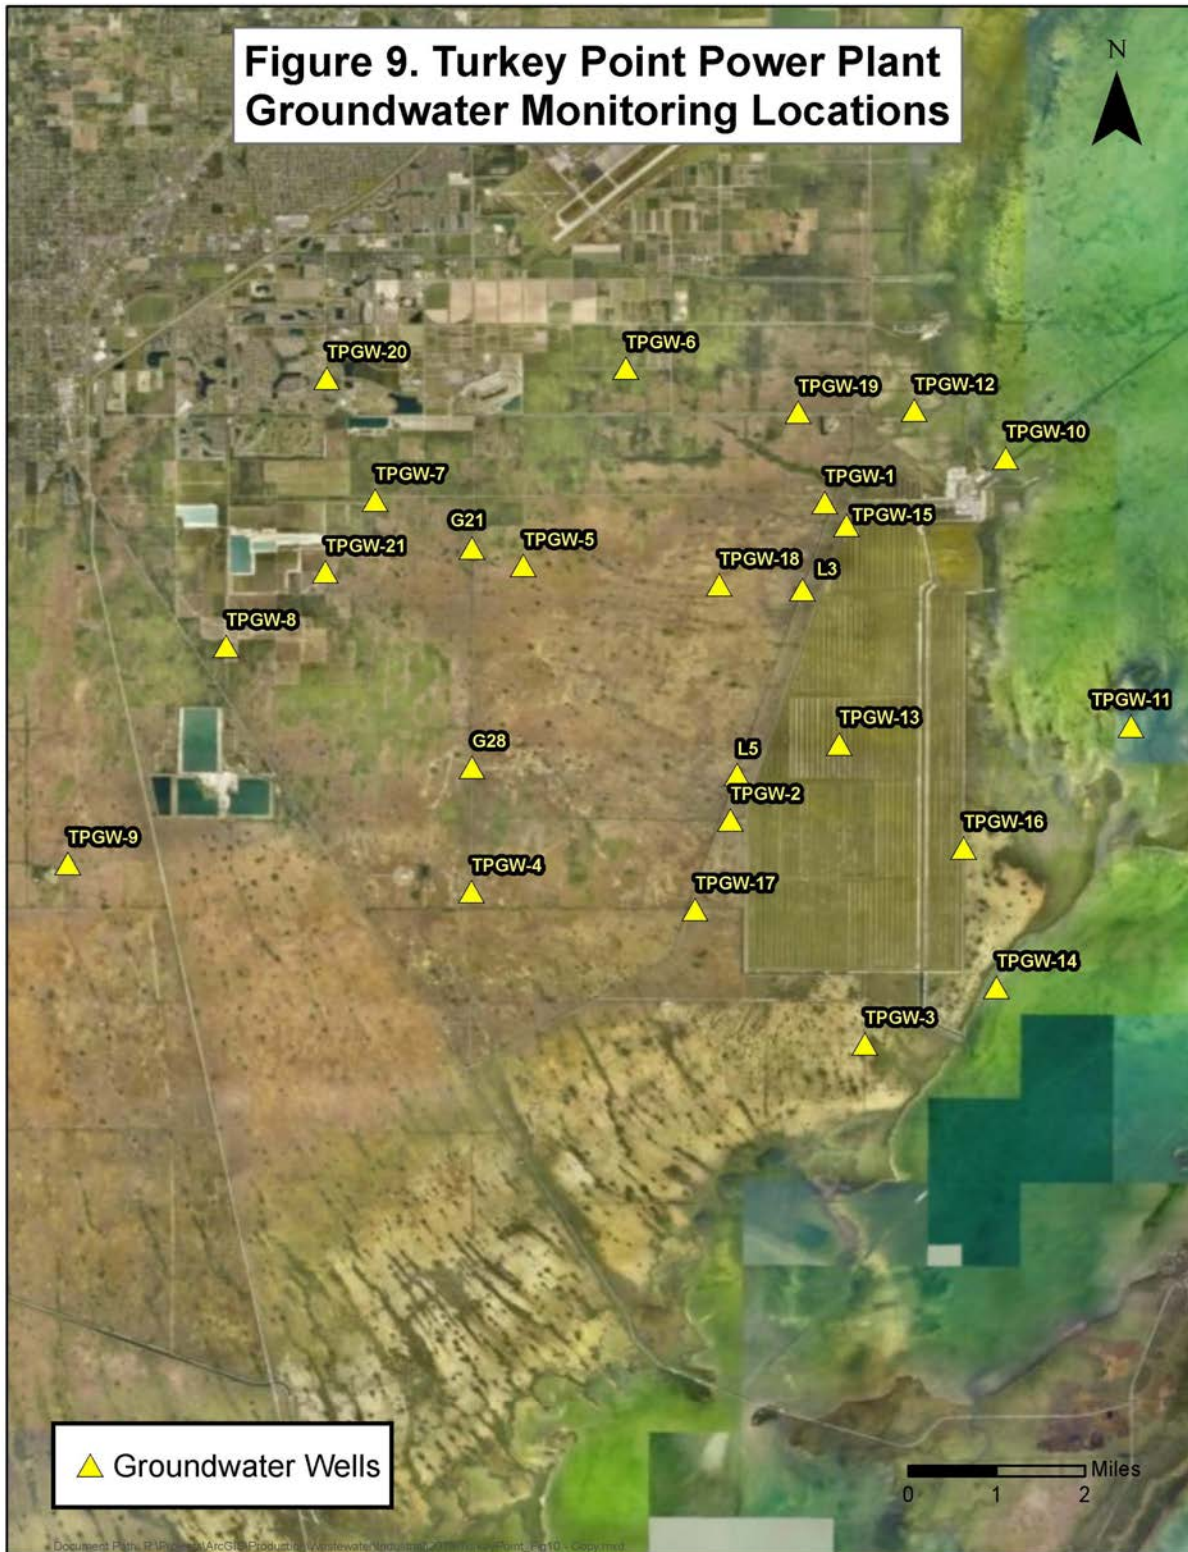 Figure 9. Turkey Point Power Plant
Groundwater Monitoring Locations
N
TPGW-6
TPGW-20
TPGW-19
TPGW-12
TPGW-10
TPGW-7
TPGW-1
G21
TPGW-15
TPGW-5
TPGW-21
TPGW-18
L3
TPGW-8
TPGW-11
TPGW-13
G28
L5
TPGW-2
TPGW-9
TPGW-16
TPGW-4
TPGW-17
TPGW-14
TPGW-3
Groundwater Wells
Miles
0 1 2
Document Path: